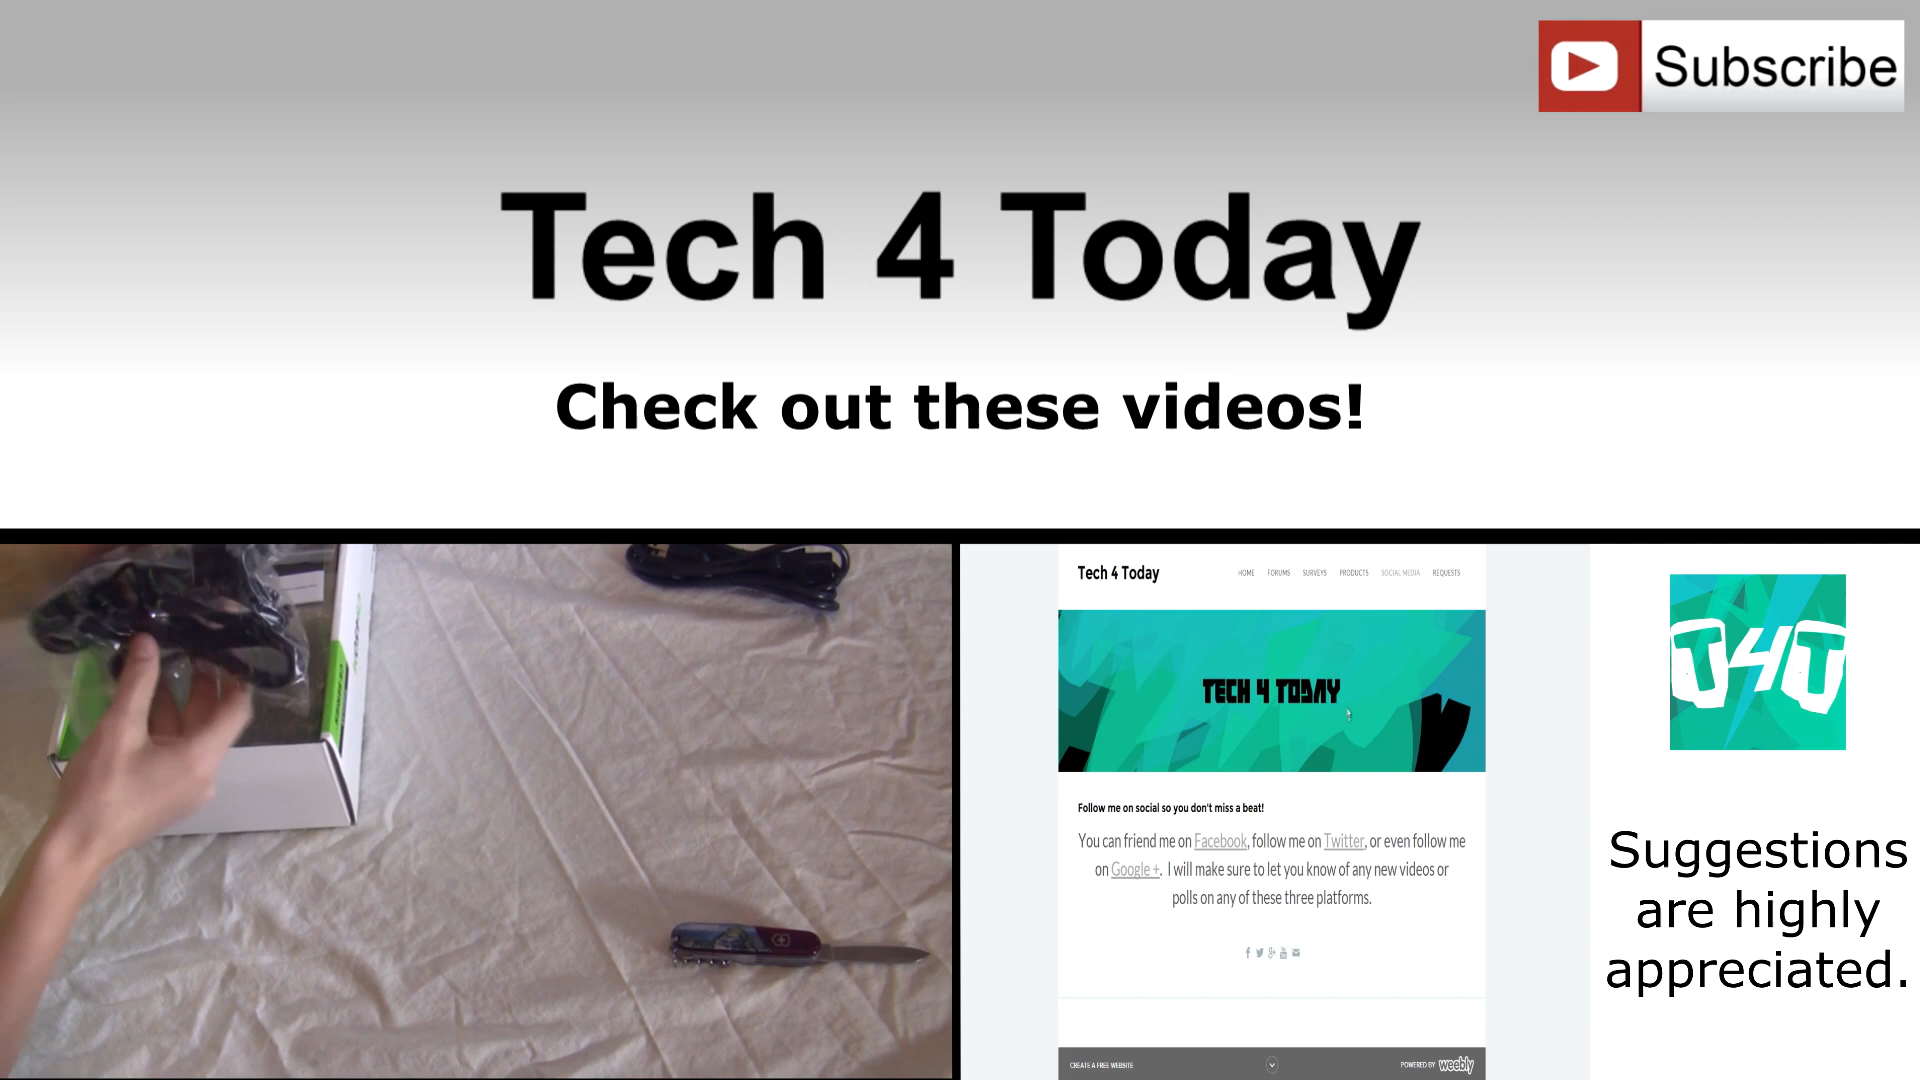 Subscribe
Tech 4 Today
Check out these videos!
Tech 4 Today
HOME FORUMS SURVEYS PRODUCTS SOCIAL MEDIA REQUESTS
TECH 4 TODAY
Follow me on social so you don't miss a beat!
You can friend me on Facebook, follow me on Twitter, or even follow me
on Google +. I will make sure to let you know of any new videos or
polls on any of these three platforms.
CREATE A FREE WEBSITE
POWERED BY weebly
T4T
Suggestions
are highly
appreciated.